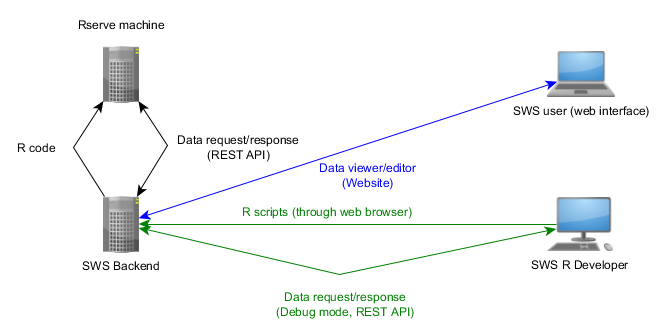 Rserve machine
SWS user (web interface)
R code
Data request/response
(REST API)
Data viewer/editor
(Website)
R scripts (through web browser)
SWS Backend
SWS R Developer
Data request/response
(Debug mode, REST API)